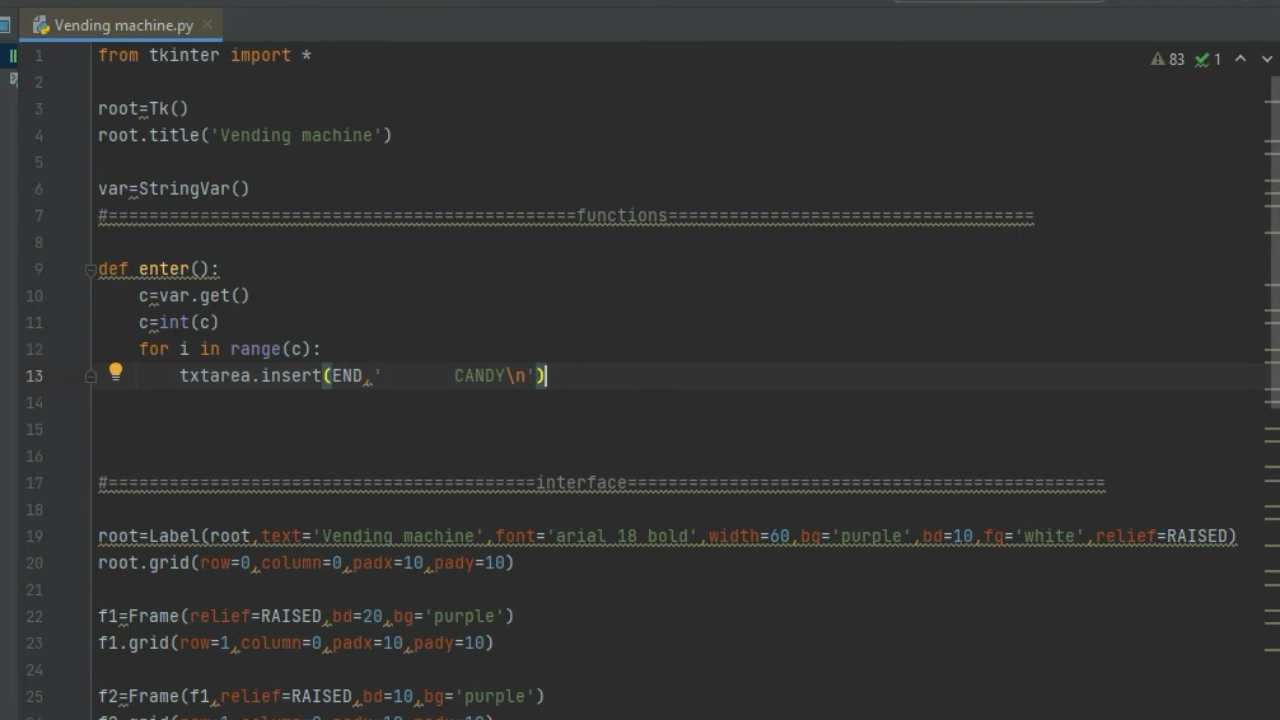 Vending machine.py
83 1
1 from tkinter import *
2
3 root=Tk()
4 root.title('Vending machine')
5
6 var=StringVar()
7 #==============================================functions====================================
8
9 def enter():
10     c=var.get()
11     c=int(c)
12     for i in range(c):
13         txtarea.insert(END,'       CANDY\n')
14
15
16
17 #==========================================interface===============================================
18
19 root=Label(root,text='Vending machine',font='arial 18 bold',width=60,bg='purple',bd=10,fg='white',relief=RAISED)
20 root.grid(row=0,column=0,padx=10,pady=10)
21
22 f1=Frame(relief=RAISED,bd=20,bg='purple')
23 f1.grid(row=1,column=0,padx=10,pady=10)
24
25 f2=Frame(f1,relief=RAISED,bd=10,bg='purple')